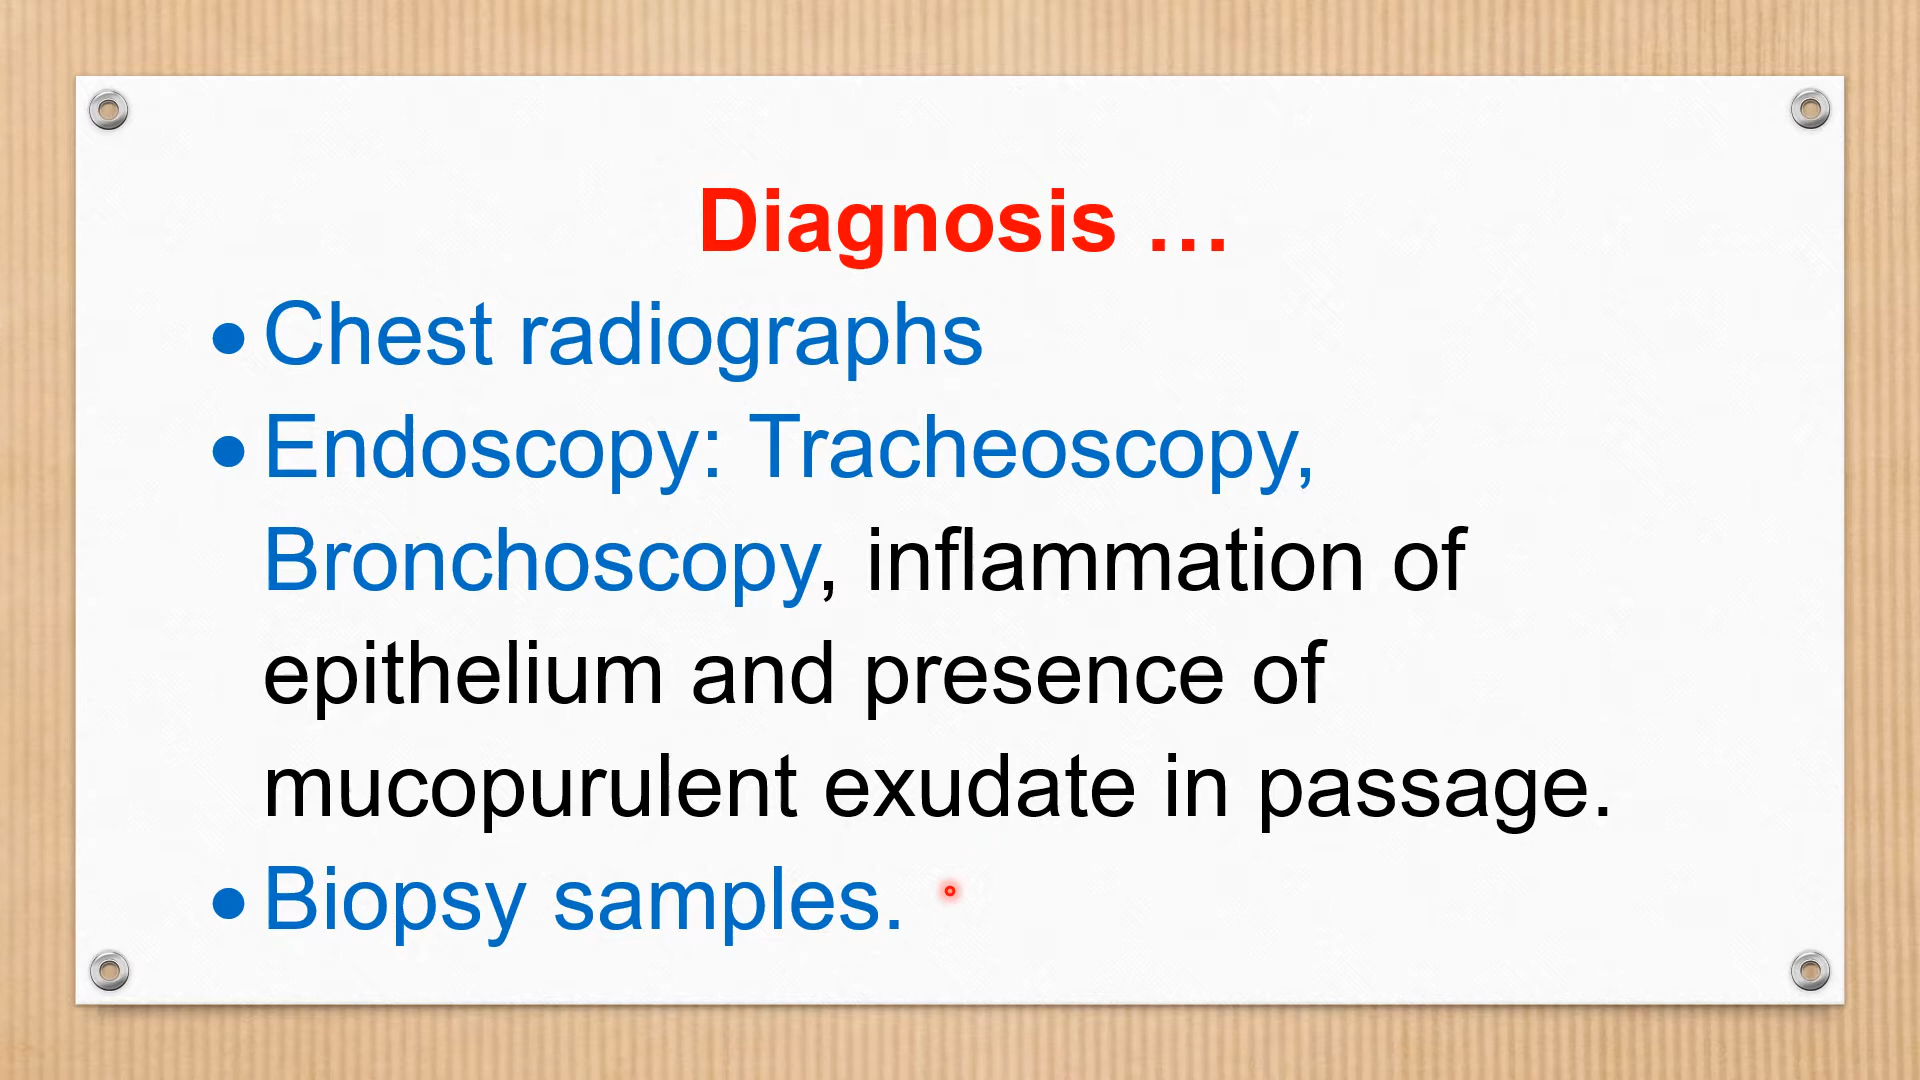 Diagnosis …
• Chest radiographs
• Endoscopy: Tracheoscopy,
Bronchoscopy, inflammation of
epithelium and presence of
mucopurulent exudate in passage.
• Biopsy samples.